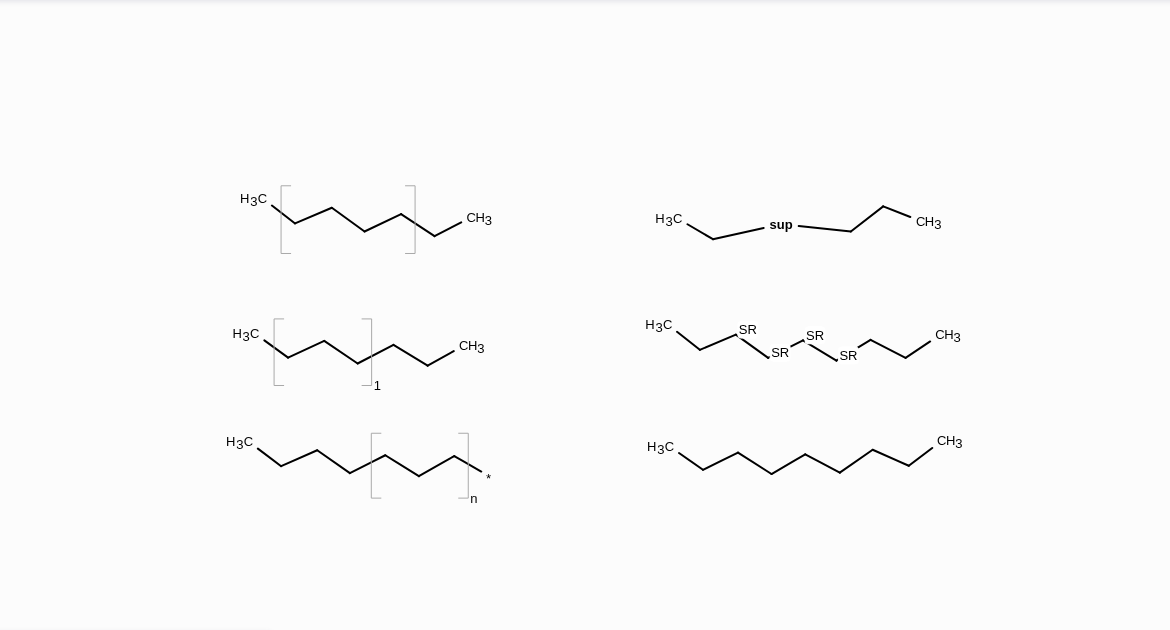 H3C CH3
H3C sup CH3
H3C CH3
1
H3C SR SR SR SR CH3
H3C *
n
H3C CH3